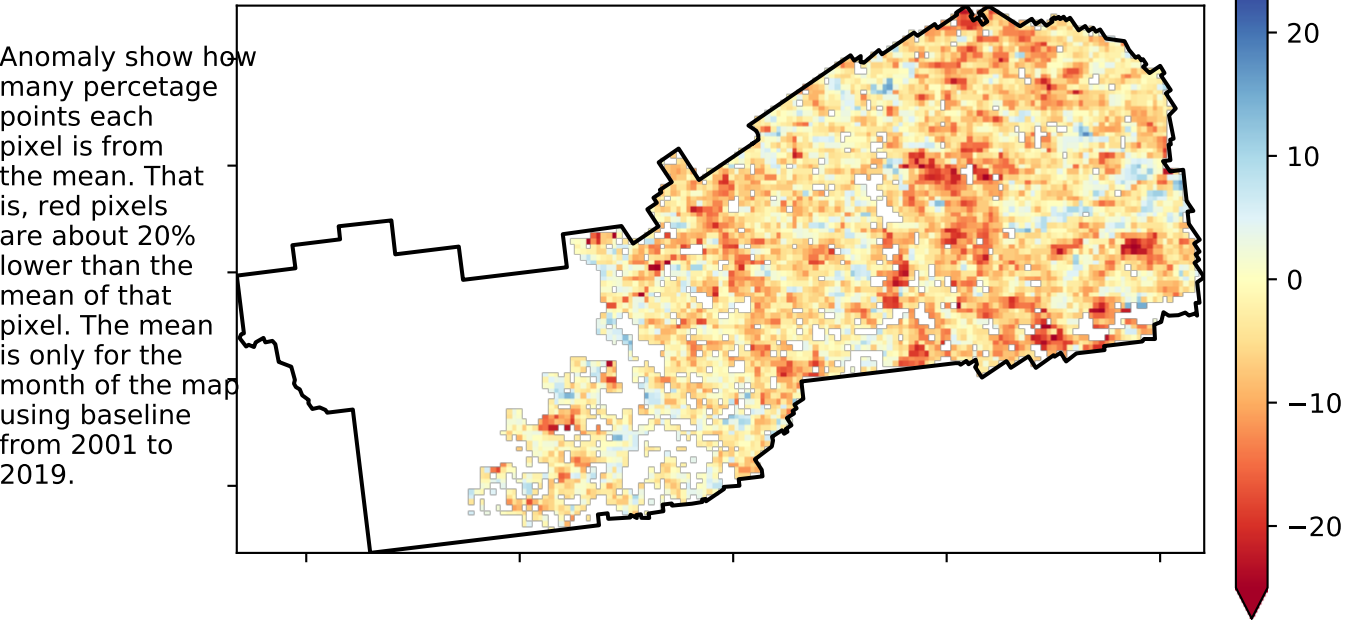 Anomaly show how
many percetage
points each
pixel is from
the mean. That
is, red pixels
are about 20%
lower than the
mean of that
pixel. The mean
is only for the
month of the map
using baseline
from 2001 to
2019.
20
10
0
−10
−20